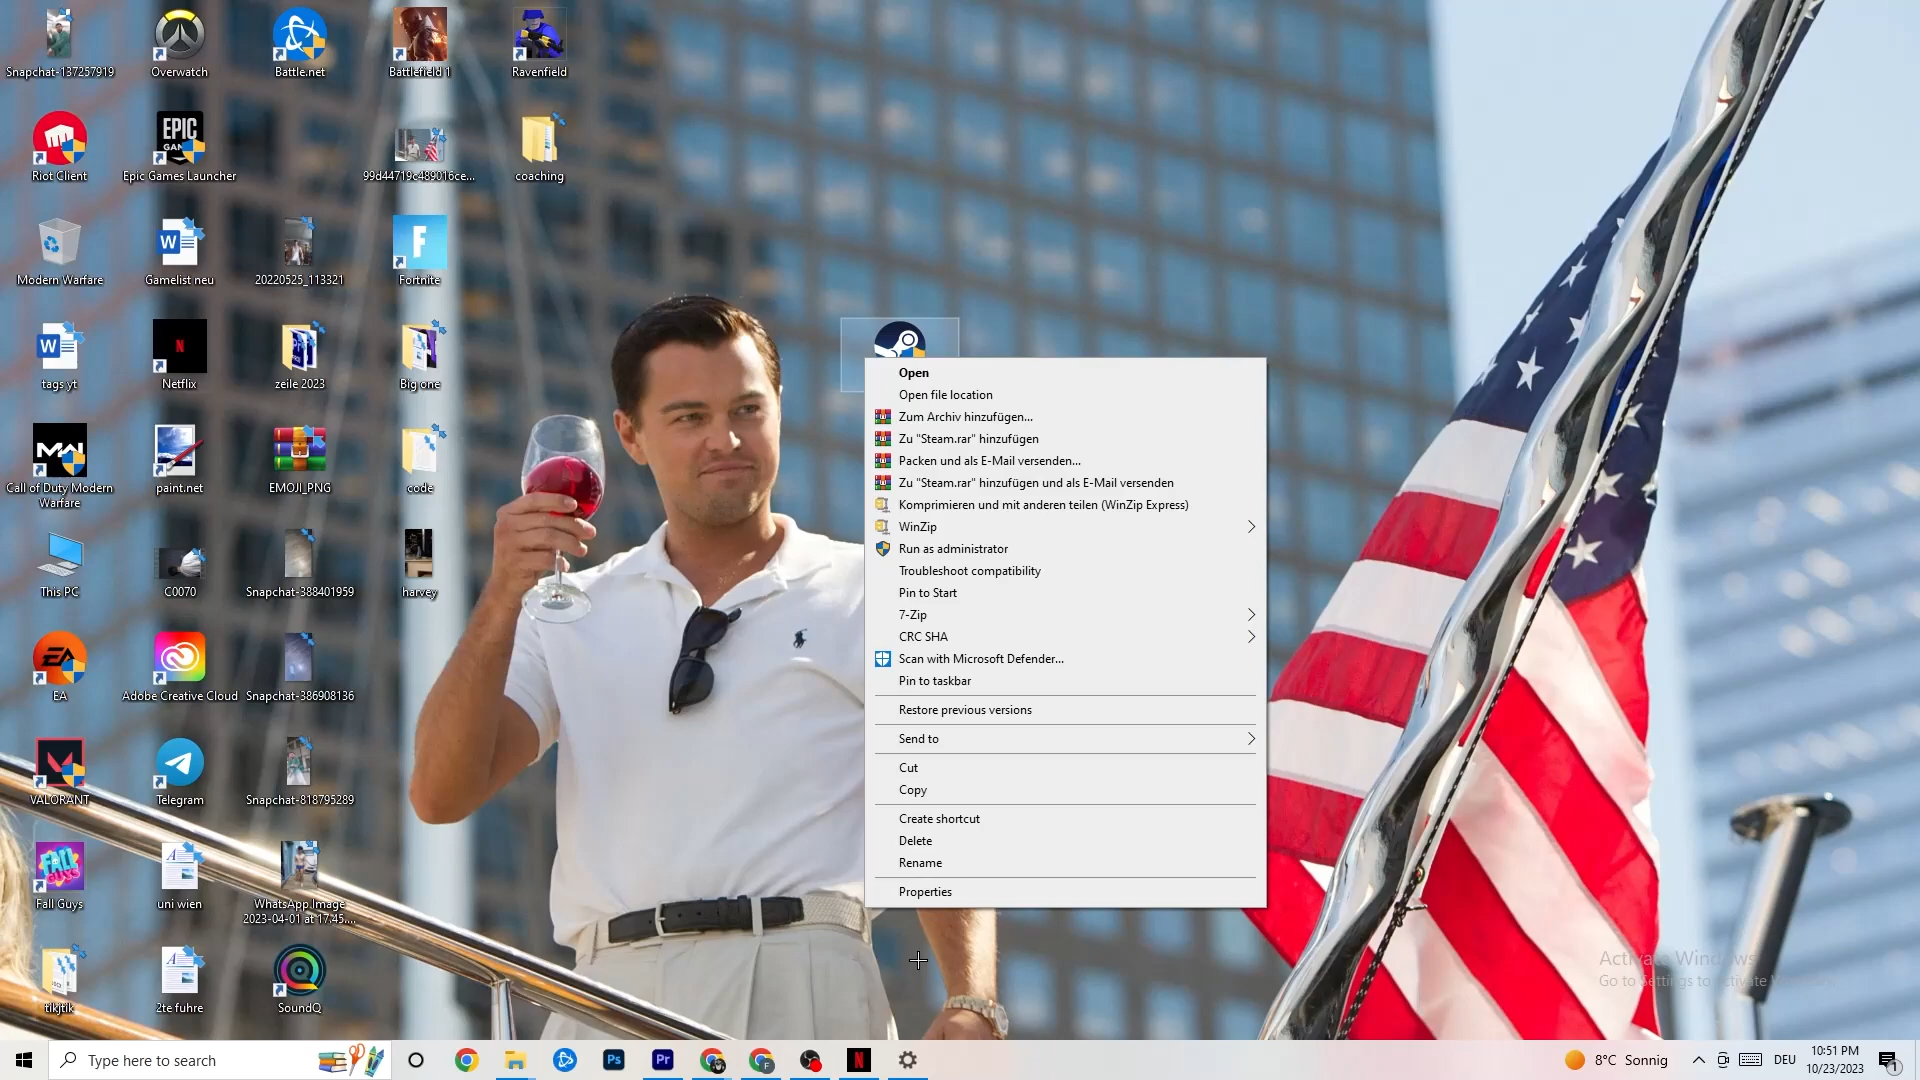 Snapchat-137257919
Overwatch
Battle.net
Battlefield 1
Ravenfield
EPIC
GAM
Riot Client
Epic Games Launcher
99d44719c489016ce...
coaching
Modern Warfare
Gamelist neu
20220525_113321
Fortnite
tags yt
Netflix
zeile 2023
Big one
Call of Duty Modern
Warfare
paint.net
EMOJI_PNG
code
This PC
C0070
Snapchat-388401959
harvey
EA
Adobe Creative Cloud
Snapchat-386908136
VALORANT
Telegram
Snapchat-818795289
Fall Guys
uni wien
WhatsApp Image
2023-04-01 at 17.45....
tikjtik
2te fuhre
SoundQ
Open
Open file location
Zum Archiv hinzufügen...
Zu "Steam.rar" hinzufügen
Packen und als E-Mail versenden...
Zu "Steam.rar" hinzufügen und als E-Mail versenden
Komprimieren und mit anderen teilen (WinZip Express)
WinZip
Run as administrator
Troubleshoot compatibility
Pin to Start
7-Zip
CRC SHA
Scan with Microsoft Defender...
Pin to taskbar
Restore previous versions
Send to
Cut
Copy
Create shortcut
Delete
Rename
Properties
Activate Windows
Go to Settings to activate
Type here to search
Ps
Pr
8°C Sonnig
DEU
10:51 PM
10/23/2023
1